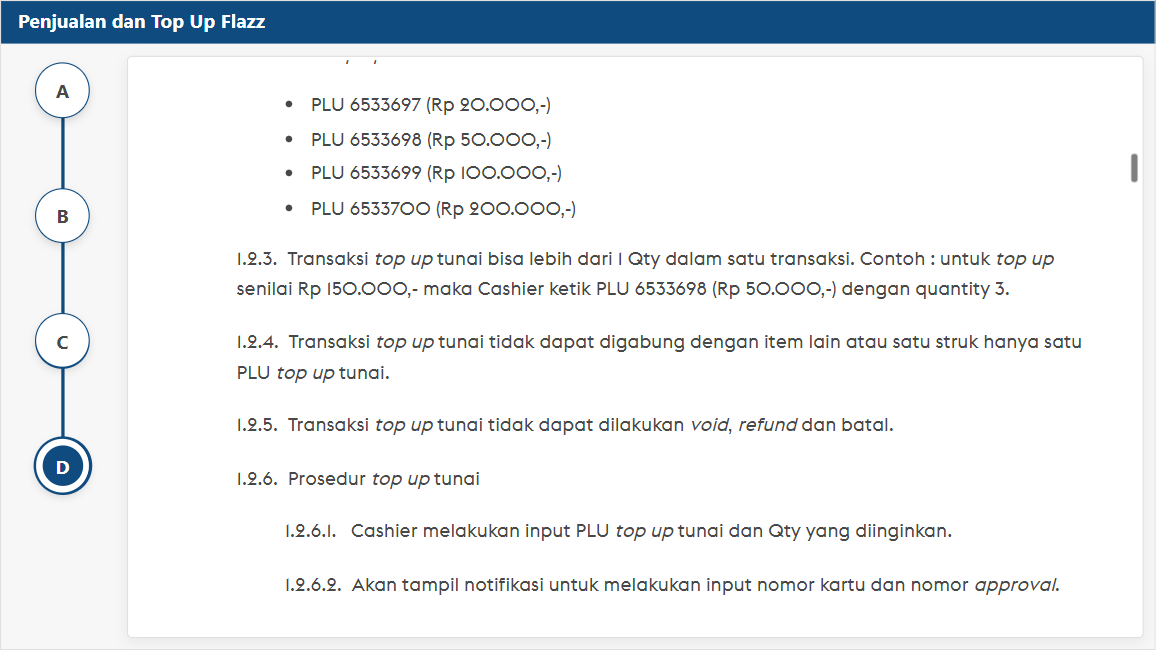 Penjualan dan Top Up Flazz
A
B
C
D
• PLU 6533697 (Rp 20.000,-)
• PLU 6533698 (Rp 50.000,-)
• PLU 6533699 (Rp 100.000,-)
• PLU 6533700 (Rp 200.000,-)
1.2.3. Transaksi top up tunai bisa lebih dari 1 Qty dalam satu transaksi. Contoh : untuk top up
senilai Rp 150.000,- maka Cashier ketik PLU 6533698 (Rp 50.000,-) dengan quantity 3.
1.2.4. Transaksi top up tunai tidak dapat digabung dengan item lain atau satu struk hanya satu
PLU top up tunai.
1.2.5. Transaksi top up tunai tidak dapat dilakukan void, refund dan batal.
1.2.6. Prosedur top up tunai
1.2.6.1. Cashier melakukan input PLU top up tunai dan Qty yang diinginkan.
1.2.6.2. Akan tampil notifikasi untuk melakukan input nomor kartu dan nomor approval.